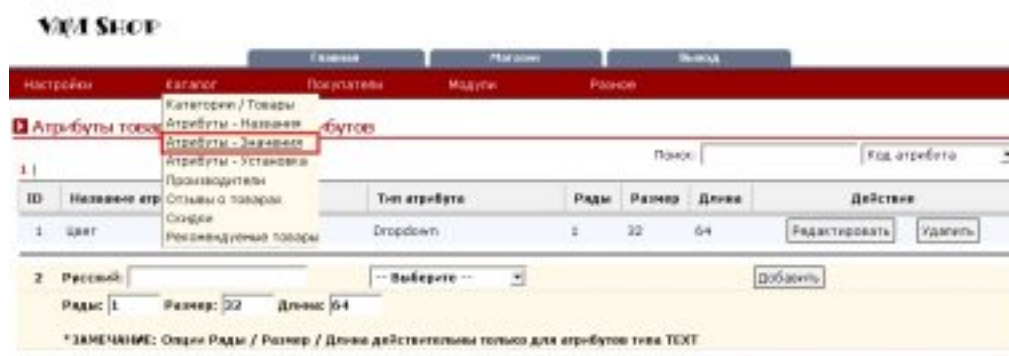 VAM SHOP
Главная Магазин Выход
Настройки Каталог Покупатели Модули Разное
Категории / Товары
Атрибуты - Названия
Атрибуты това бутов
Атрибуты - Значения
Поиск: Код атрибута
Атрибуты - Установка
1 |
Производители
ID Название атр Тип атрибута Ряды Размер Длина Действие
Отзывы о товарах
Скидки
1 Цвет Dropdown 1 32 64 Редактировать Удалить
Рекомендуемые товары
2 Русский: -- Выберите -- Добавить
Ряды: 1 Размер: 32 Длина: 64
*ЗАМЕЧАНИЕ: Опции Ряды / Размер / Длина действительны только для атрибутов типа TEXT